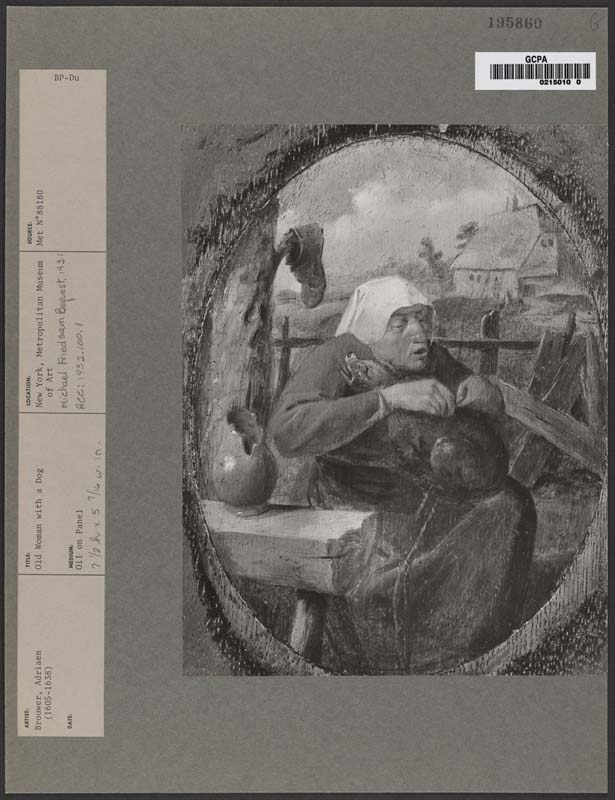 195860
GCPA
0215010 0
BP-Du
SOURCE:
Met N°88180
LOCATION:
New York, Metropolitan Museum
of Art
Michael Friedsam Bequest, 1931
ACC: 1932.100.1
TITLE:
Old Woman with a Dog
MEDIUM:
Oil on Panel
7 1/2 h x 5 7/16 w in.
ARTIST:
Brouwer, Adriaen
(1605-1638)
DATE: